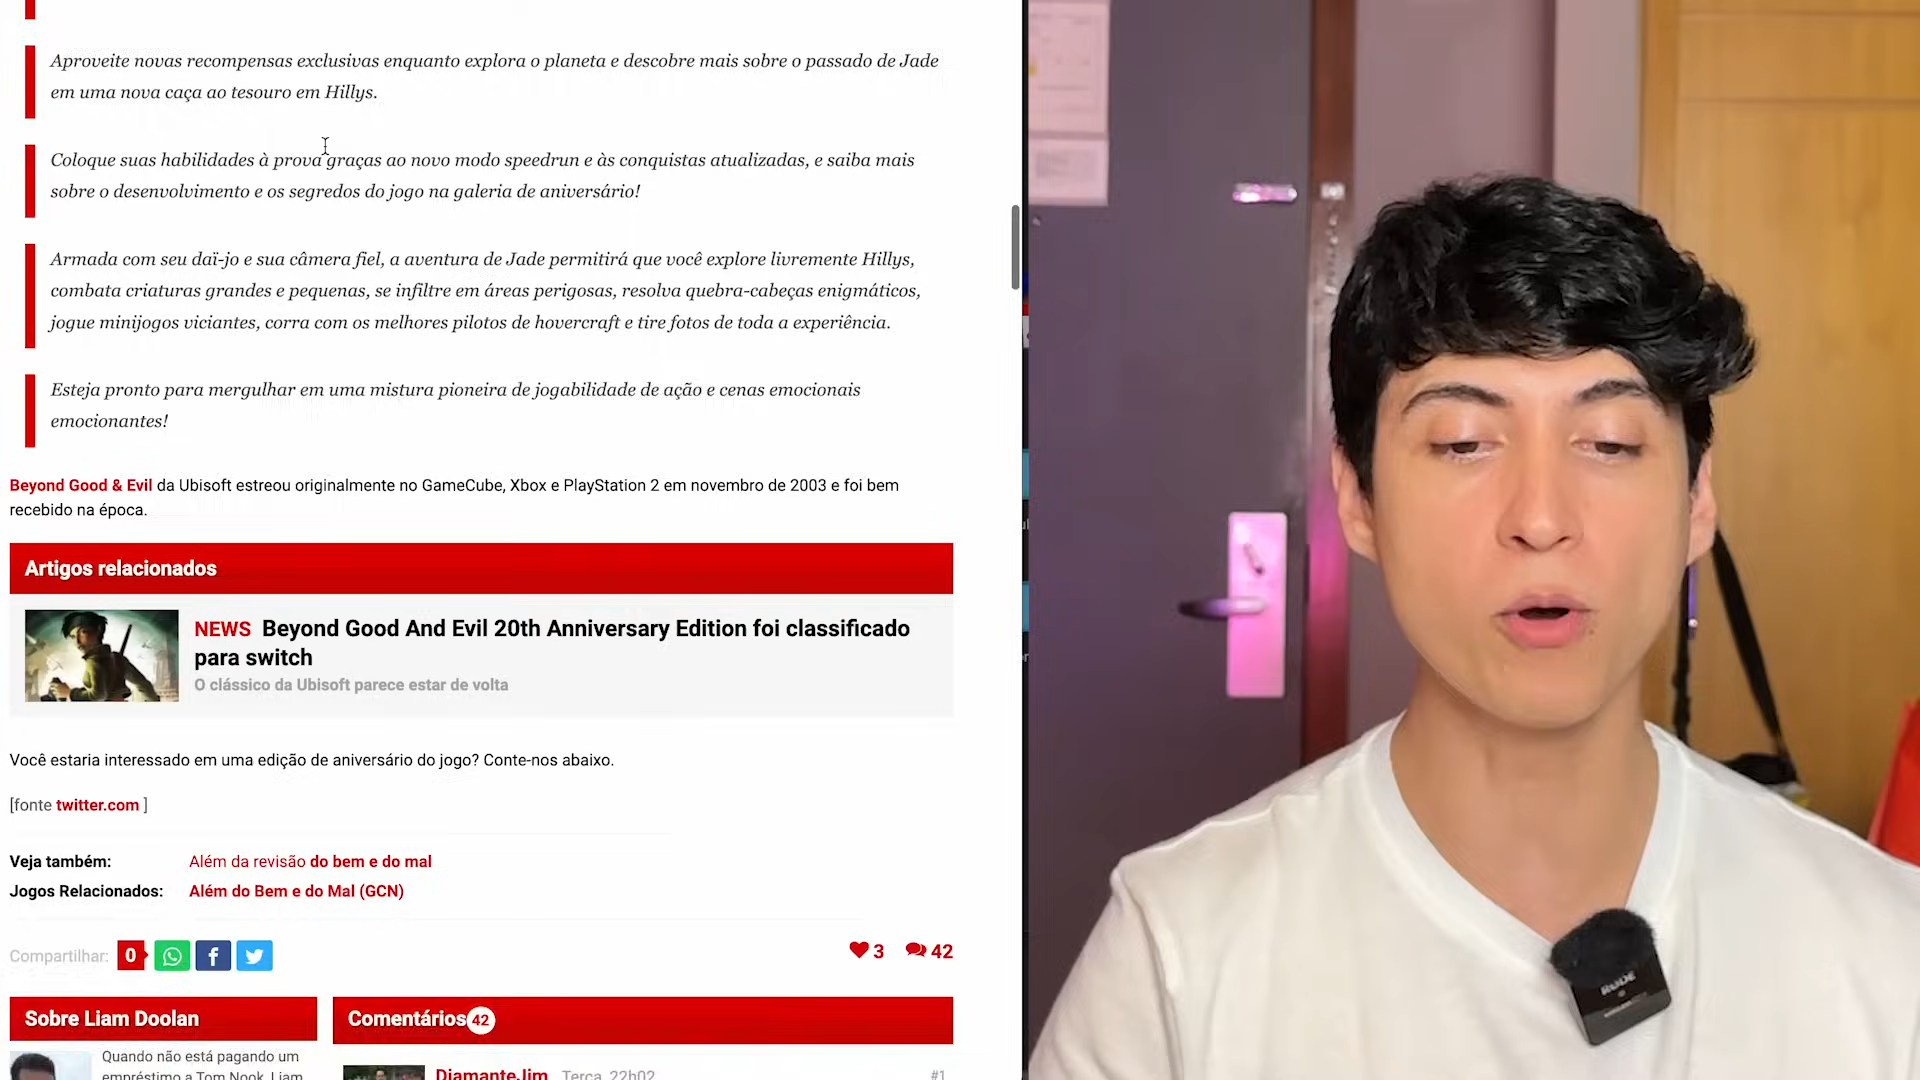 Aproveite novas recompensas exclusivas enquanto explora o planeta e descobre mais sobre o passado de Jade
em uma nova caça ao tesouro em Hillys.
Coloque suas habilidades à prova graças ao novo modo speedrun e às conquistas atualizadas, e saiba mais
sobre o desenvolvimento e os segredos do jogo na galeria de aniversário!
Armada com seu daï-jo e sua câmera fiel, a aventura de Jade permitirá que você explore livremente Hillys,
combata criaturas grandes e pequenas, se infiltre em áreas perigosas, resolva quebra-cabeças enigmáticos,
jogue minijogos viciantes, corra com os melhores pilotos de hovercraft e tire fotos de toda a experiência.
Esteja pronto para mergulhar em uma mistura pioneira de jogabilidade de ação e cenas emocionais
emocionantes!
Beyond Good & Evil da Ubisoft estreou originalmente no GameCube, Xbox e PlayStation 2 em novembro de 2003 e foi bem
recebido na época.
Artigos relacionados
NEWS Beyond Good And Evil 20th Anniversary Edition foi classificado
para switch
O clássico da Ubisoft parece estar de volta
Você estaria interessado em uma edição de aniversário do jogo? Conte-nos abaixo.
[fonte twitter.com ]
Veja também: Além da revisão do bem e do mal
Jogos Relacionados: Além do Bem e do Mal (GCN)
Compartilhar: 0
3 42
Sobre Liam Doolan
Comentários 42
Quando não está pagando um
empréstimo a Tom Nook, Liam
DiamanteJim Terça, 22h02 #1
RØDE